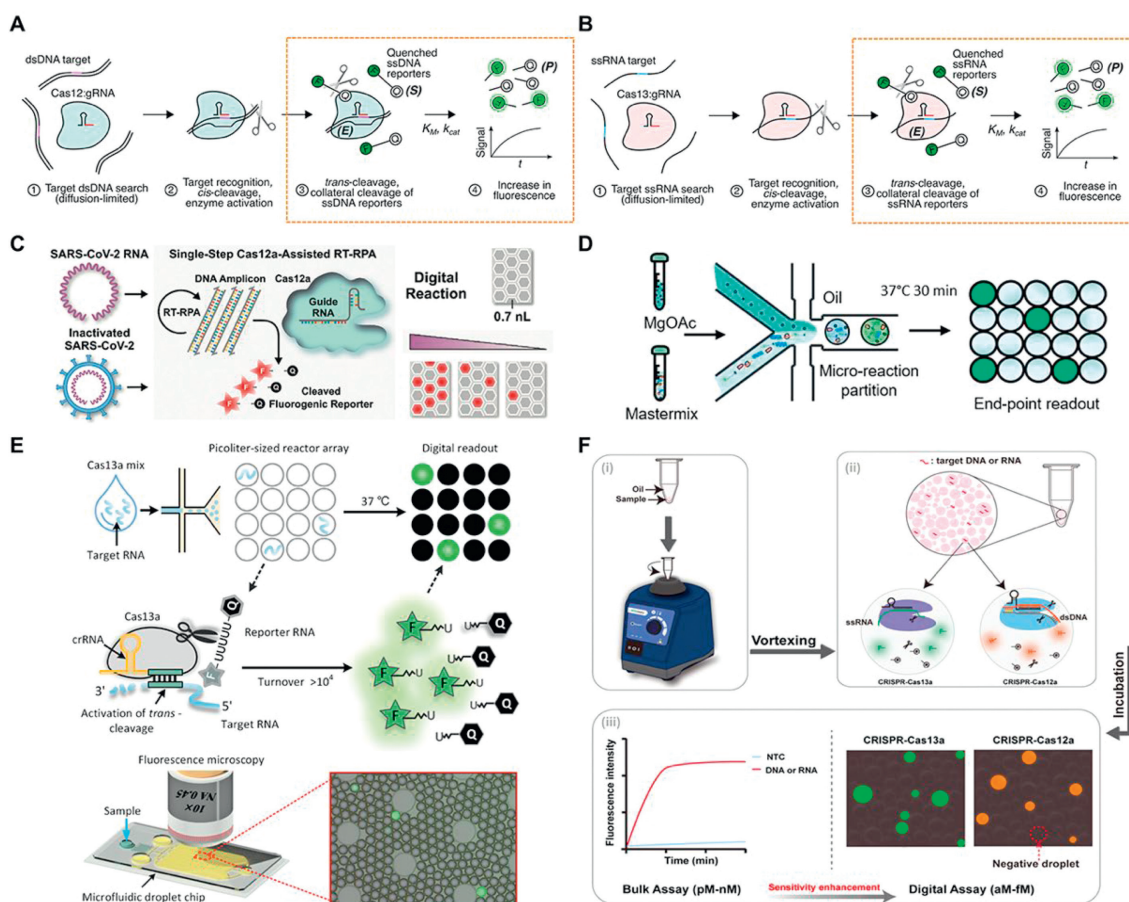 A
dsDNA target
Cas12:gRNA
Quenched
ssDNA
reporters
(S)
(P)
(E)
KM, kcat
Signal
t
① Target dsDNA search
(diffusion-limited)
② Target recognition,
cis-cleavage,
enzyme activation
③ trans-cleavage,
collateral cleavage of
ssDNA reporters
④ Increase in
fluorescence
B
ssRNA target
Cas13:gRNA
Quenched
ssRNA
reporters
(S)
(P)
(E)
KM, kcat
Signal
t
① Target ssRNA search
(diffusion-limited)
② Target recognition,
cis-cleavage,
enzyme activation
③ trans-cleavage,
collateral cleavage of
ssRNA reporters
④ Increase in
fluorescence
C
SARS-CoV-2 RNA
Inactivated
SARS-CoV-2
Single-Step Cas12a-Assisted RT-RPA
DNA Amplicon
RT-RPA
Cas12a
Guide
RNA
F
F
F
Q
Q
Q
Cleaved
Fluorogenic Reporter
Digital
Reaction
0.7 nL
D
MgOAc
Mastermix
Oil
Micro-reaction
partition
37°C 30 min
End-point readout
E
Cas13a mix
Target RNA
Picoliter-sized reactor array
37 °C
Digital readout
Cas13a
crRNA
Q
UUUUU
F
Reporter RNA
3'
5'
Activation of trans-
cleavage
Target RNA
Turnover >10⁴
F
U
U
Q
F
F
U
U
U
Q
F
U
U
Q
U
Q
Fluorescence microscopy
10×
NA 0.45
Sample
Microfluidic droplet chip
F
(i)
Oil
Sample
Vortexing
(ii)
: target DNA or RNA
ssRNA
dsDNA
CRISPR-Cas13a
CRISPR-Cas12a
Incubation
(iii)
Fluorescence intensity
NTC
DNA or RNA
Time (min)
Bulk Assay (pM-nM)
Sensitivity enhancement
CRISPR-Cas13a
CRISPR-Cas12a
Negative droplet
Digital Assay (aM-fM)